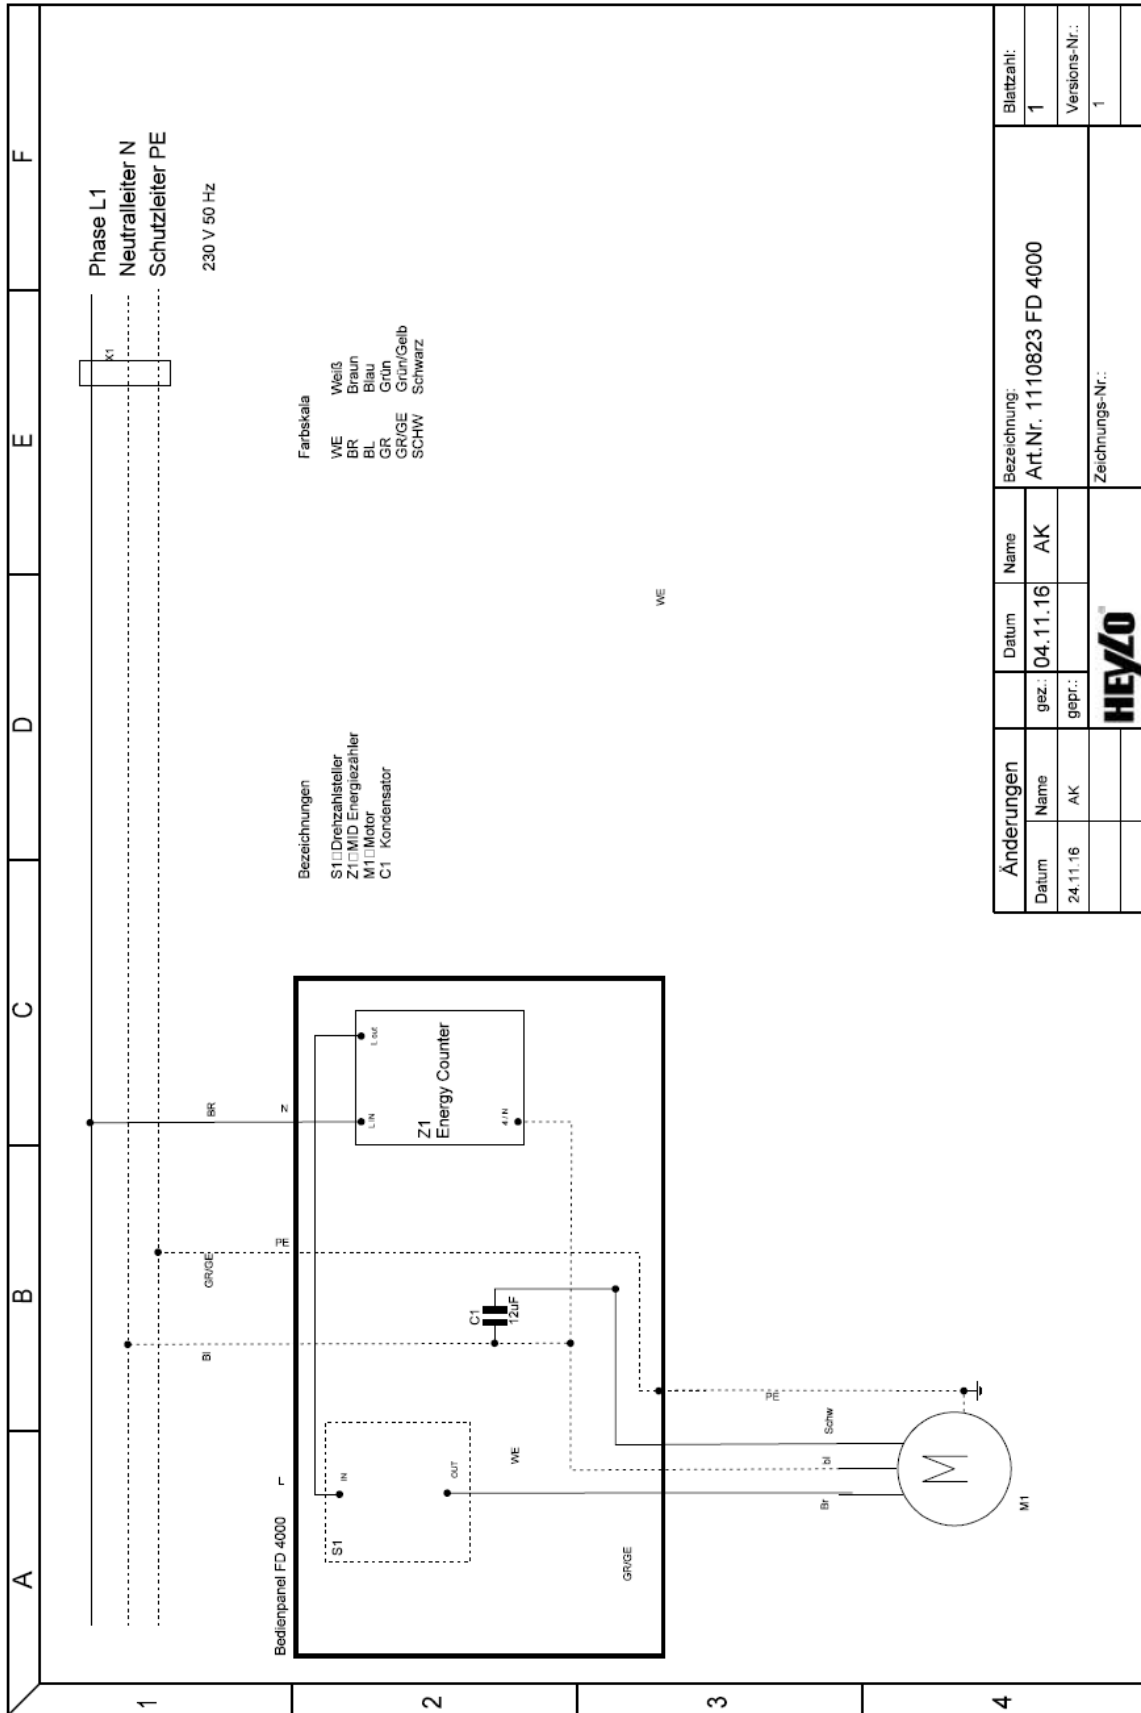 A
B
C
D
E
F
1
2
3
4
Phase L1
Neutralleiter N
Schutzleiter PE
230 V 50 Hz
X1
Farbskala
WE Weiß
BR Braun
BL Blau
GR Grün
GR/GE Grün/Gelb
SCHW Schwarz
Bezeichnungen
S1□Drehzahlsteller
Z1□MID Energiezähler
M1□Motor
C1 Kondensator
WE
Bedienpanel FD 4000
L
Bl
GR/GE
PE
BR
N
S1
IN
OUT
WE
GR/GE
C1
12uF
L IN
L out
Z1
Energy Counter
4 / N
PE
Schw
bl
Br
M
M1
Änderungen
Datum Name
24.11.16 AK
Datum Name
gez.: 04.11.16 AK
gepr.:
HEYLO®
Bezeichnung:
Art.Nr. 1110823 FD 4000
Zeichnungs-Nr.:
Blattzahl:
1
Versions-Nr.:
1